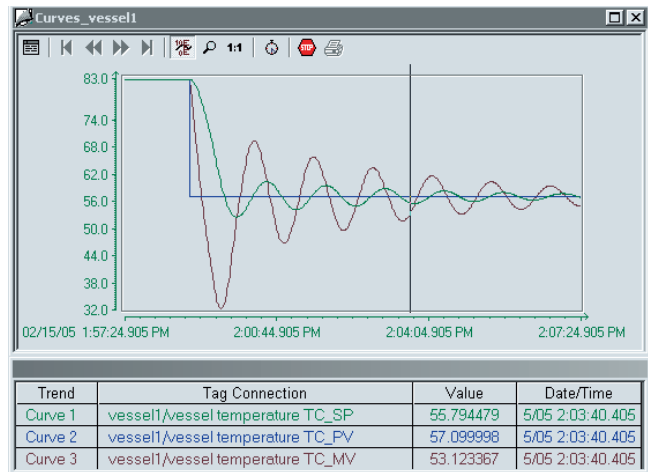 Curves_vessel1
1:1
STOP
83.0
74.0
68.0
62.0
56.0
50.0
44.0
38.0
32.0
02/15/05 1:57:24.905 PM 2:00:44.905 PM 2:04:04.905 PM 2:07:24.905 PM
Trend Tag Connection Value Date/Time
Curve 1 vessel1/vessel temperature TC_SP 55.794479 5/05 2:03:40.405
Curve 2 vessel1/vessel temperature TC_PV 57.099998 5/05 2:03:40.405
Curve 3 vessel1/vessel temperature TC_MV 53.123367 5/05 2:03:40.405